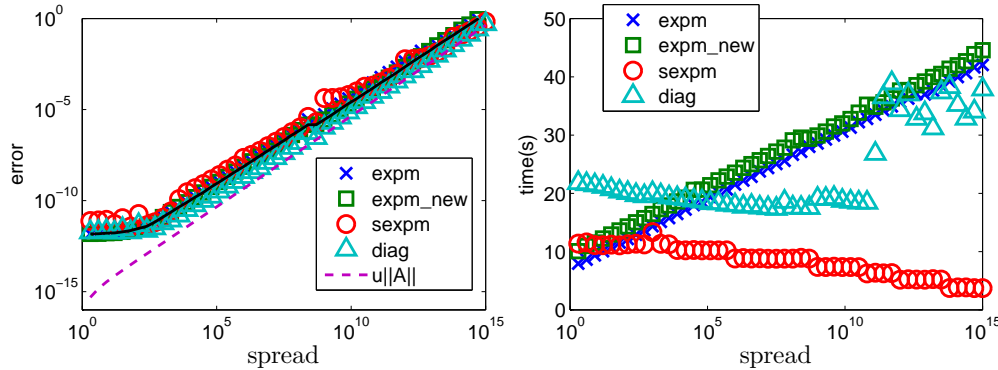 10^0
10^-5
10^-10
10^-15
error
10^0 10^5 10^10 10^15
spread
expm
expm_new
sexpm
diag
u||A||
50
40
30
20
10
0
time(s)
10^0 10^5 10^10 10^15
spread
expm
expm_new
sexpm
diag